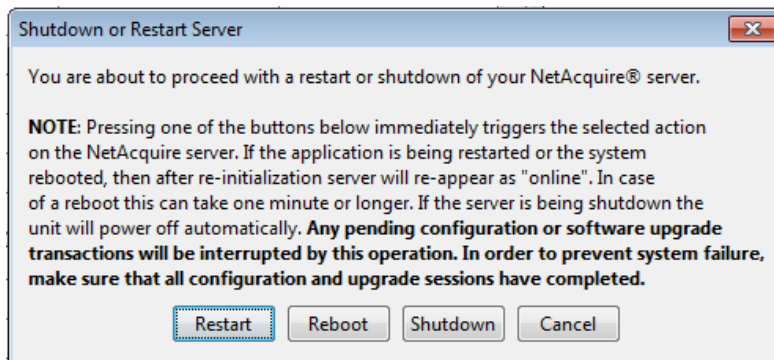 Shutdown or Restart Server
You are about to proceed with a restart or shutdown of your NetAcquire® server.
NOTE: Pressing one of the buttons below immediately triggers the selected action
on the NetAcquire server. If the application is being restarted or the system
rebooted, then after re-initialization server will re-appear as "online". In case
of a reboot this can take one minute or longer. If the server is being shutdown the
unit will power off automatically. Any pending configuration or software upgrade
transactions will be interrupted by this operation. In order to prevent system failure,
make sure that all configuration and upgrade sessions have completed.
Restart Reboot Shutdown Cancel